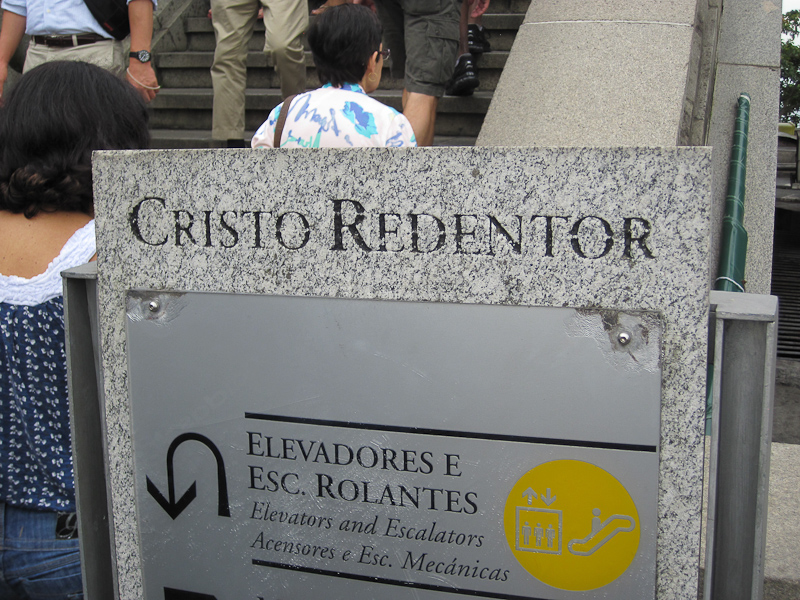 CRISTO REDENTOR
ELEVADORES E
ESC. ROLANTES
Elevators and Escalators
Acensores e Esc. Mecánicas